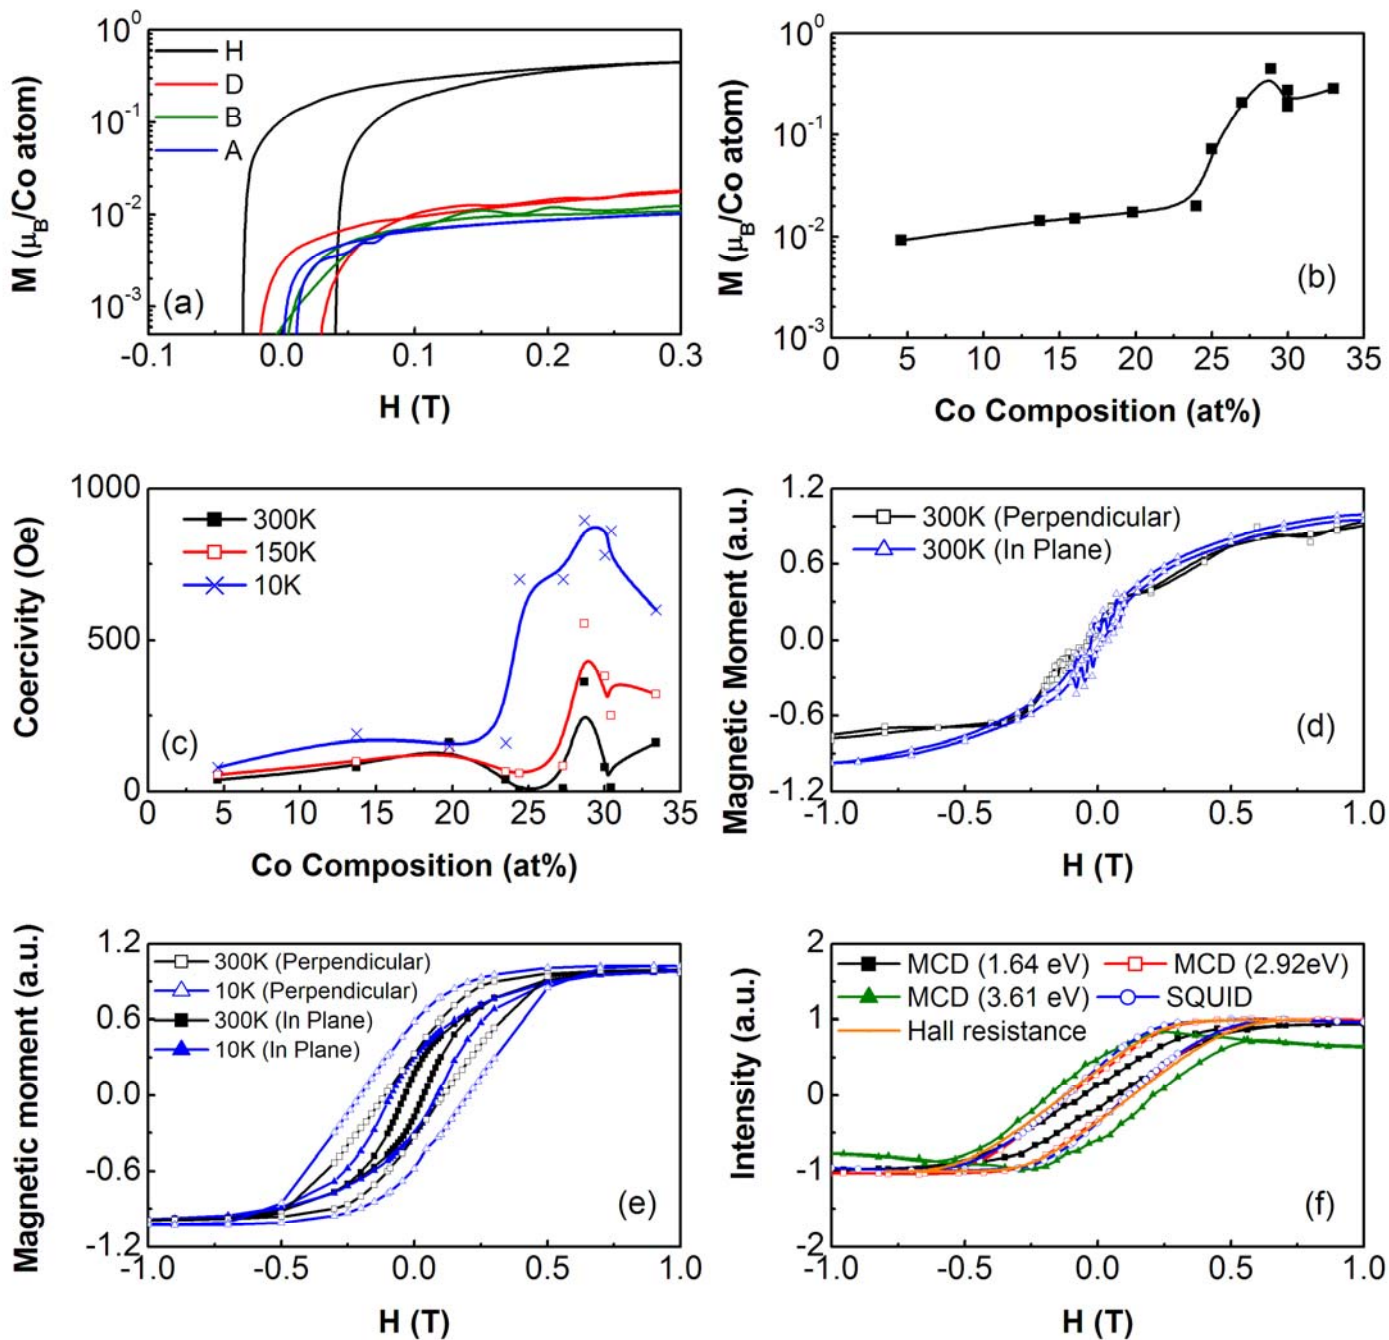 10⁰
10⁻¹
10⁻²
10⁻³
M (μ_B/Co atom)
H
D
B
A
(a)
-0.1 0.0 0.1 0.2 0.3
H (T)
10⁰
10⁻¹
10⁻²
10⁻³
M (μ_B/Co atom)
(b)
0 5 10 15 20 25 30 35
Co Composition (at%)
1000
500
0
Coercivity (Oe)
300K
150K
10K
(c)
0 5 10 15 20 25 30 35
Co Composition (at%)
1.2
0.6
0.0
-0.6
-1.2
Magnetic Moment (a.u.)
300K (Perpendicular)
300K (In Plane)
(d)
-1.0 -0.5 0.0 0.5 1.0
H (T)
1.2
0.6
0.0
-0.6
-1.2
Magnetic moment (a.u.)
300K (Perpendicular)
10K (Perpendicular)
300K (In Plane)
10K (In Plane)
(e)
-1.0 -0.5 0.0 0.5 1.0
H (T)
2
1
0
-1
-2
Intensity (a.u.)
MCD (1.64 eV) MCD (2.92eV)
MCD (3.61 eV) SQUID
Hall resistance
(f)
-1.0 -0.5 0.0 0.5 1.0
H (T)